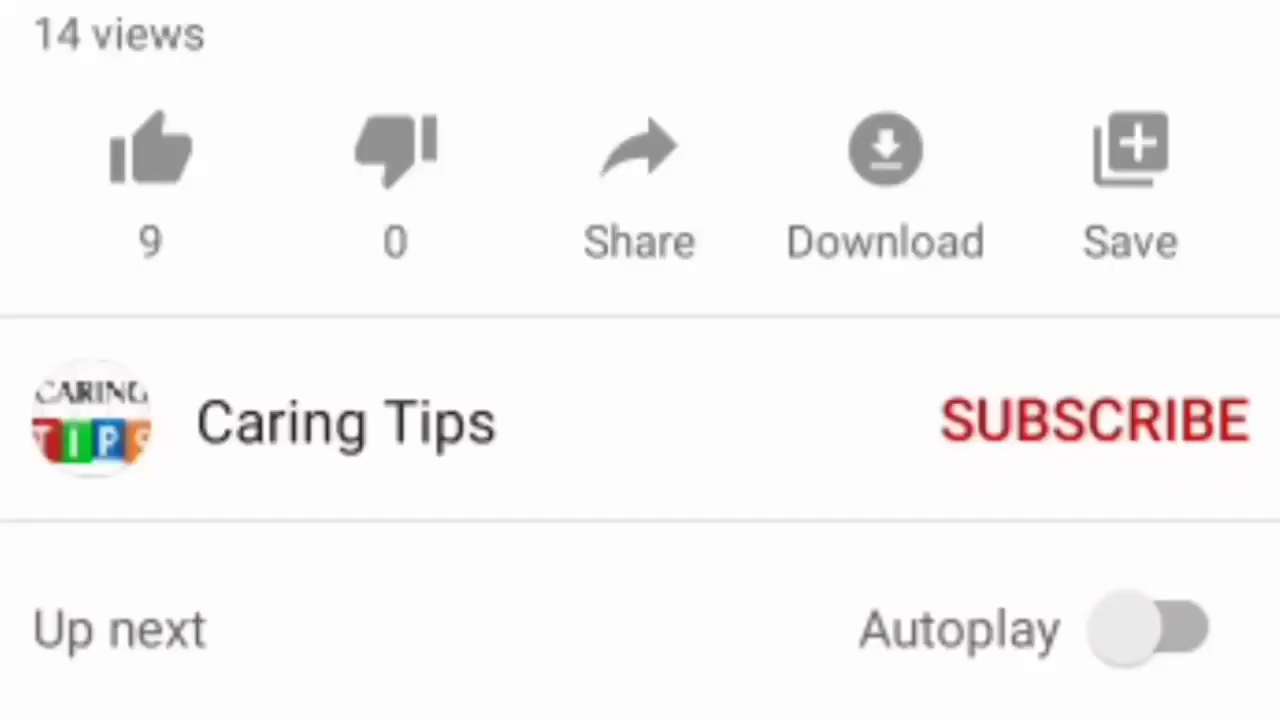 14 views
9 0 Share Download Save
CARING
TIPS
Caring Tips SUBSCRIBE
Up next Autoplay